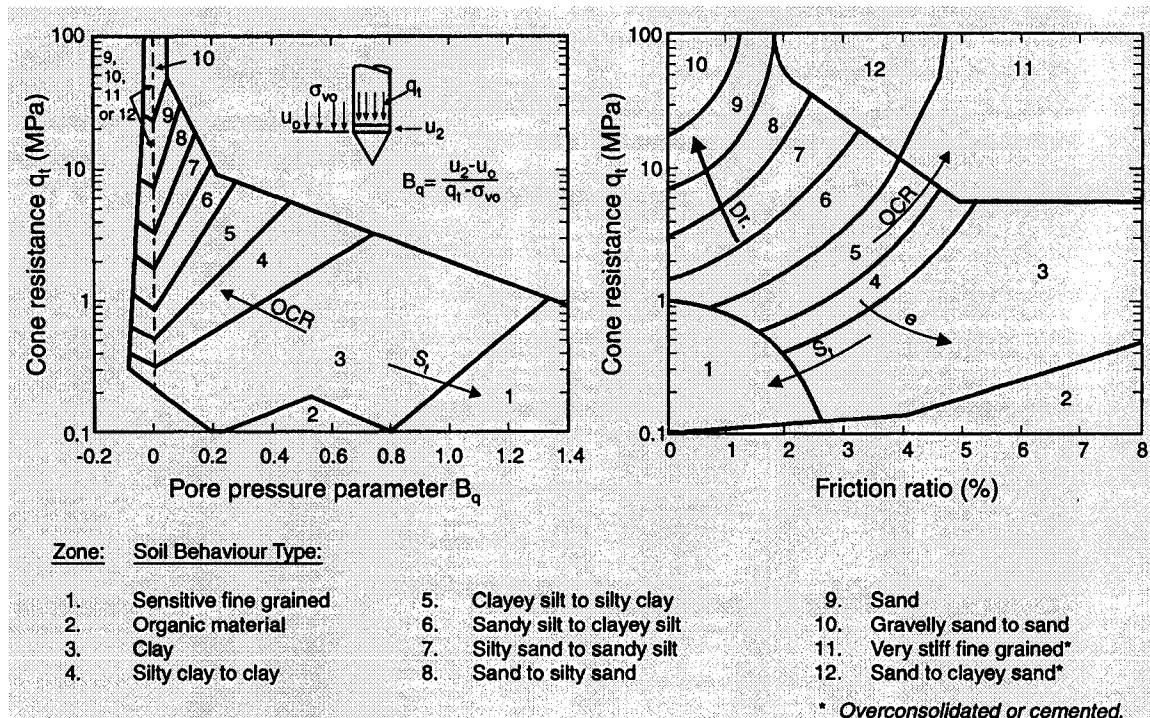 100
10
1
0.1
Cone resistance qt (MPa)
-0.2 0 0.2 0.4 0.6 0.8 1.0 1.2 1.4
Pore pressure parameter Bq
9,
10,
11
or 12
10
9
8
7
6
5
4
3
2
1
OCR
St
σvo
uo
qt
u2
Bq = u2-uo / qt-σvo
100
10
1
0.1
Cone resistance qt (MPa)
0 1 2 3 4 5 6 7 8
Friction ratio (%)
10
9
8
7
6
5
4
3
2
1
12
11
Dr.
OCR
e
St
Zone: Soil Behaviour Type:
1. Sensitive fine grained 5. Clayey silt to silty clay 9. Sand
2. Organic material 6. Sandy silt to clayey silt 10. Gravelly sand to sand
3. Clay 7. Silty sand to sandy silt 11. Very stiff fine grained*
4. Silty clay to clay 8. Sand to silty sand 12. Sand to clayey sand*
* Overconsolidated or cemented.